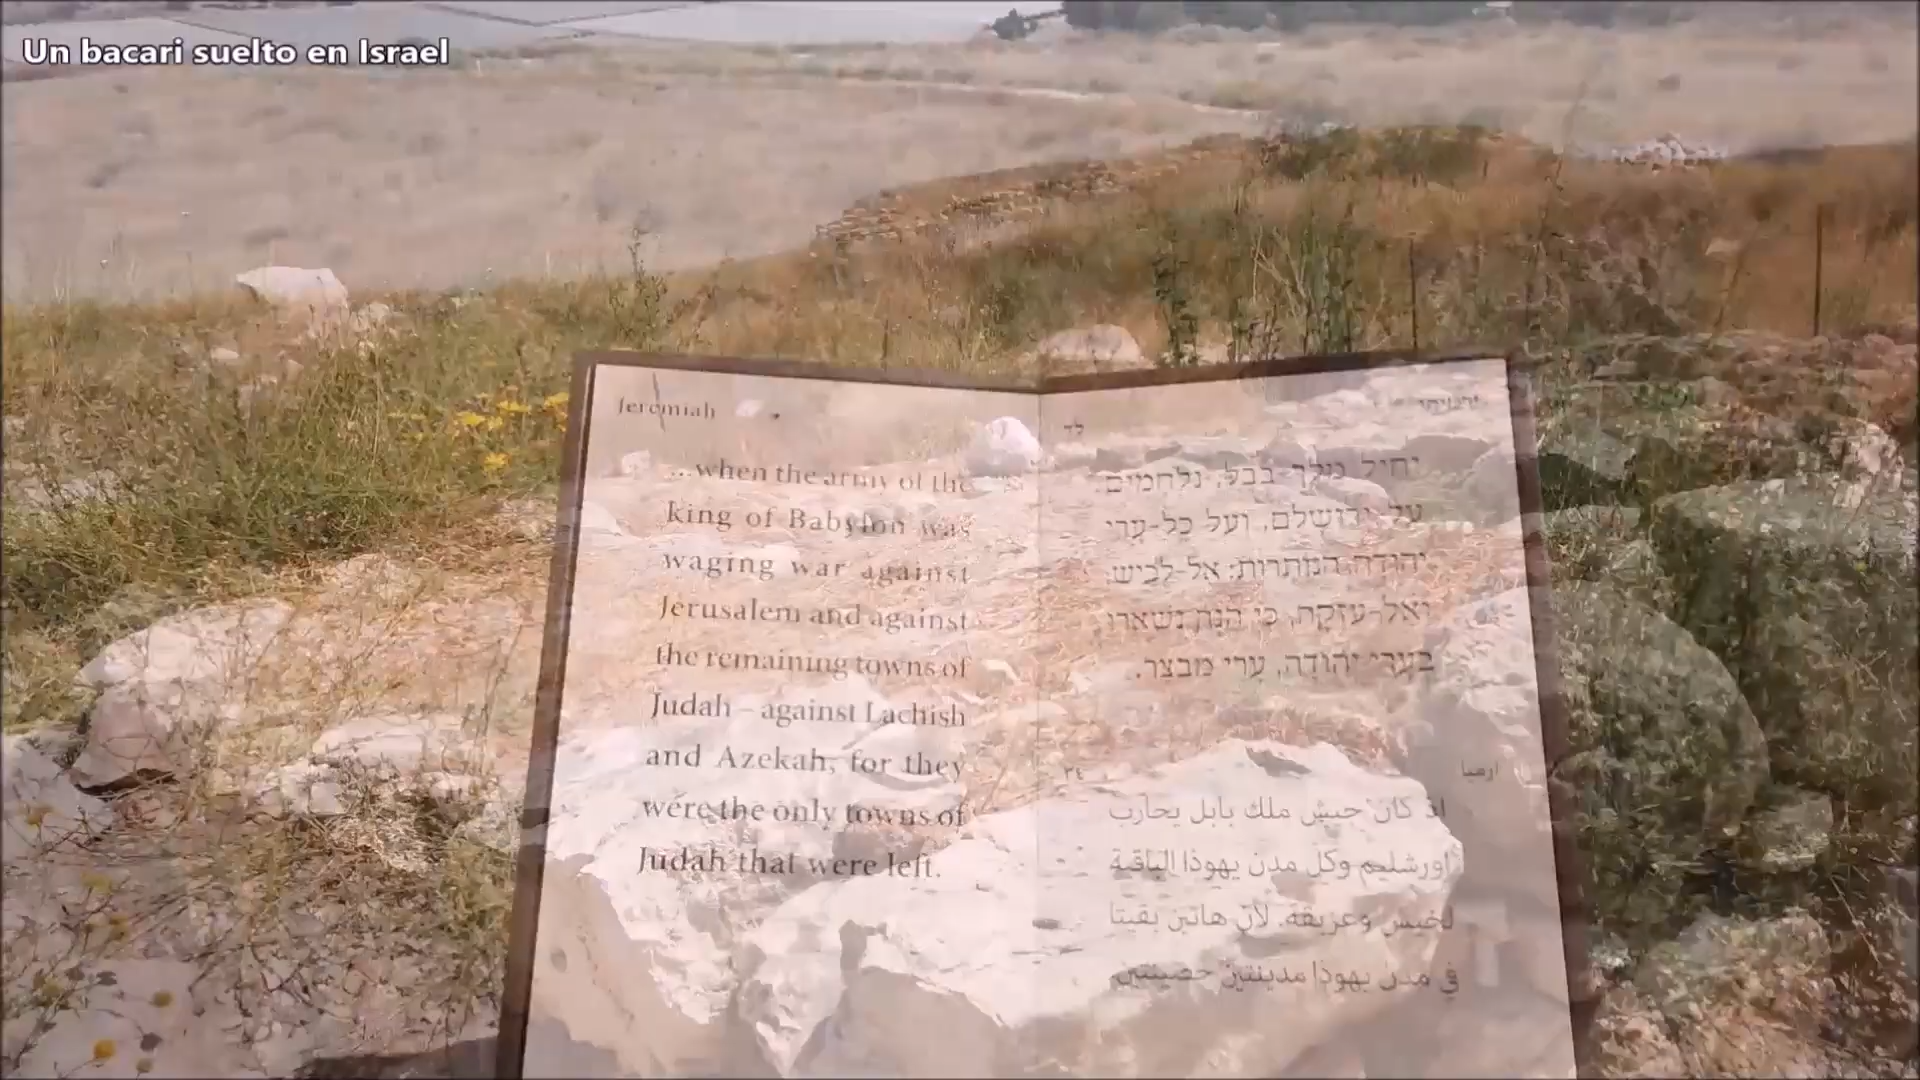 Un bacari suelto en Israel
Jeremiah
...when the army of the
king of Babylon was
waging war against
Jerusalem and against
the remaining towns of
Judah – against Lachish
and Azekah, for they
were the only towns of
Judah that were left.
לד
וחיל מלך-בבל, נלחמים
על-ירושלם, ועל כל-ערי
יהודה הנותרות: אל-לכיש,
ואל-עזקה, כי הנה נשארו
בערי יהודה, ערי מבצר.
٣٤ ارميا
اذ كان جيش ملك بابل يحارب
اورشليم وكل مدن يهوذا الباقية
لخيش وعزيقة. لأن هاتين بقيتا
في مدن يهوذا مدينتين حصينتين